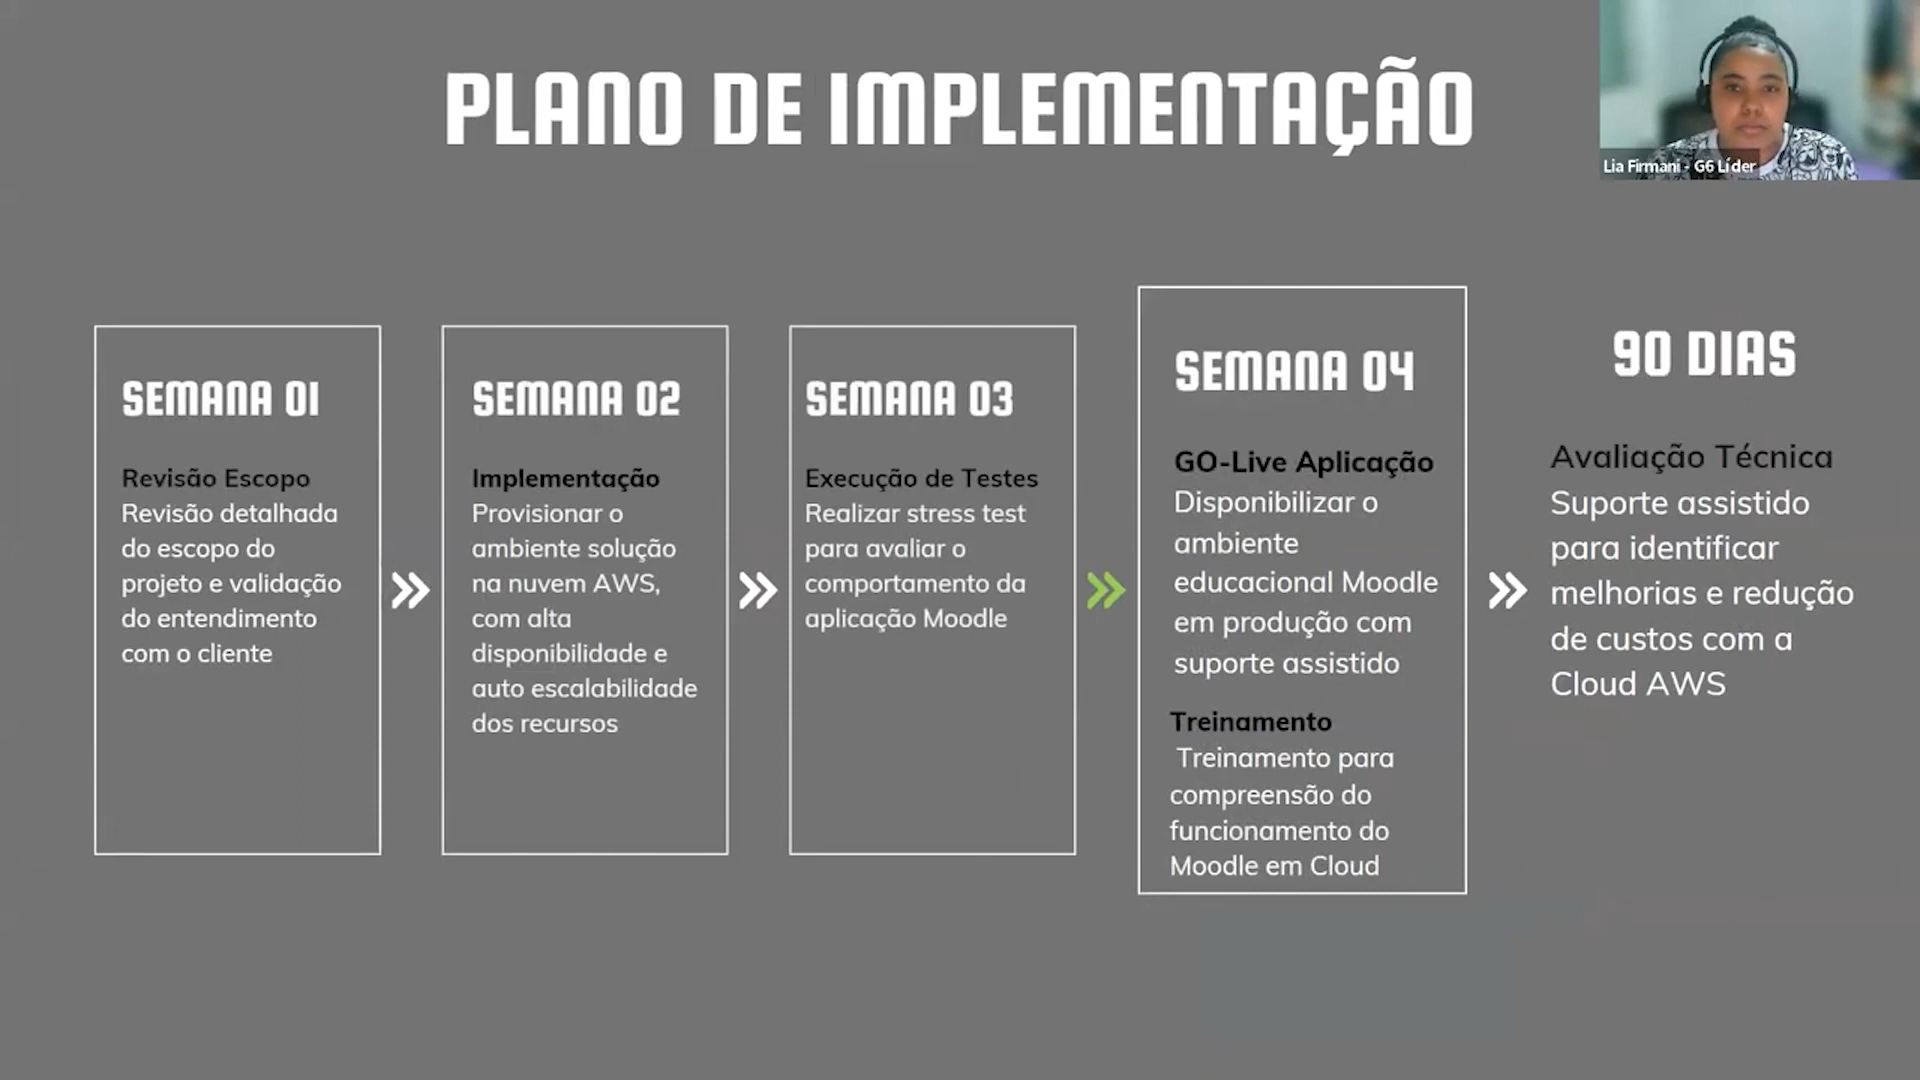 PLANO DE IMPLEMENTAÇÃO
Lia Firmani - G6 Líder
SEMANA 01
Revisão Escopo
Revisão detalhada
do escopo do
projeto e validação
do entendimento
com o cliente
SEMANA 02
Implementação
Provisionar o
ambiente solução
na nuvem AWS,
com alta
disponibilidade e
auto escalabilidade
dos recursos
SEMANA 03
Execução de Testes
Realizar stress test
para avaliar o
comportamento da
aplicação Moodle
SEMANA 04
GO-Live Aplicação
Disponibilizar o
ambiente
educacional Moodle
em produção com
suporte assistido
Treinamento
Treinamento para
compreensão do
funcionamento do
Moodle em Cloud
90 DIAS
Avaliação Técnica
Suporte assistido
para identificar
melhorias e redução
de custos com a
Cloud AWS